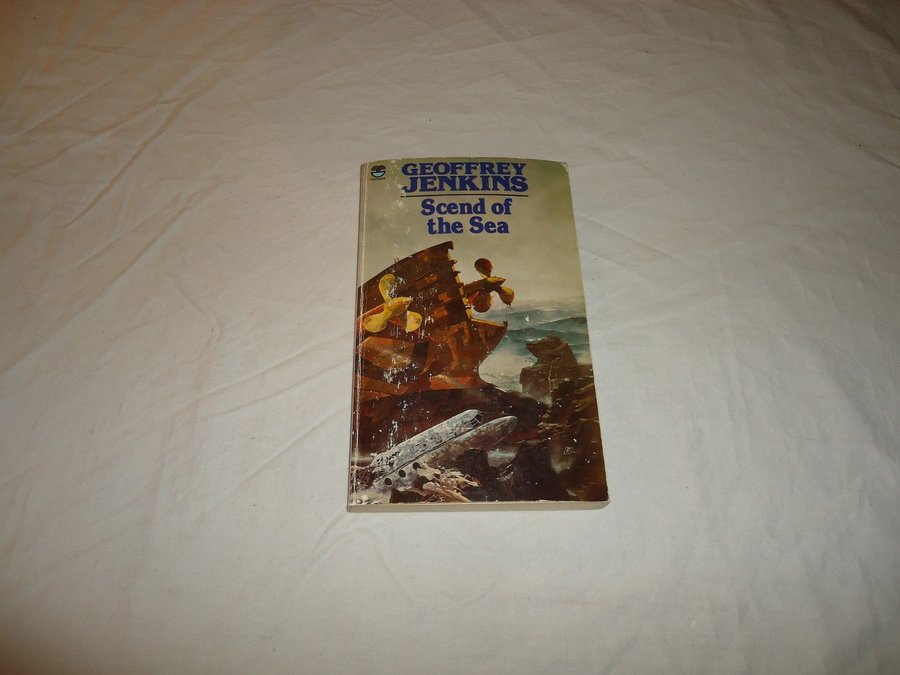 GEOFFREY
JENKINS
Scend of
the Sea